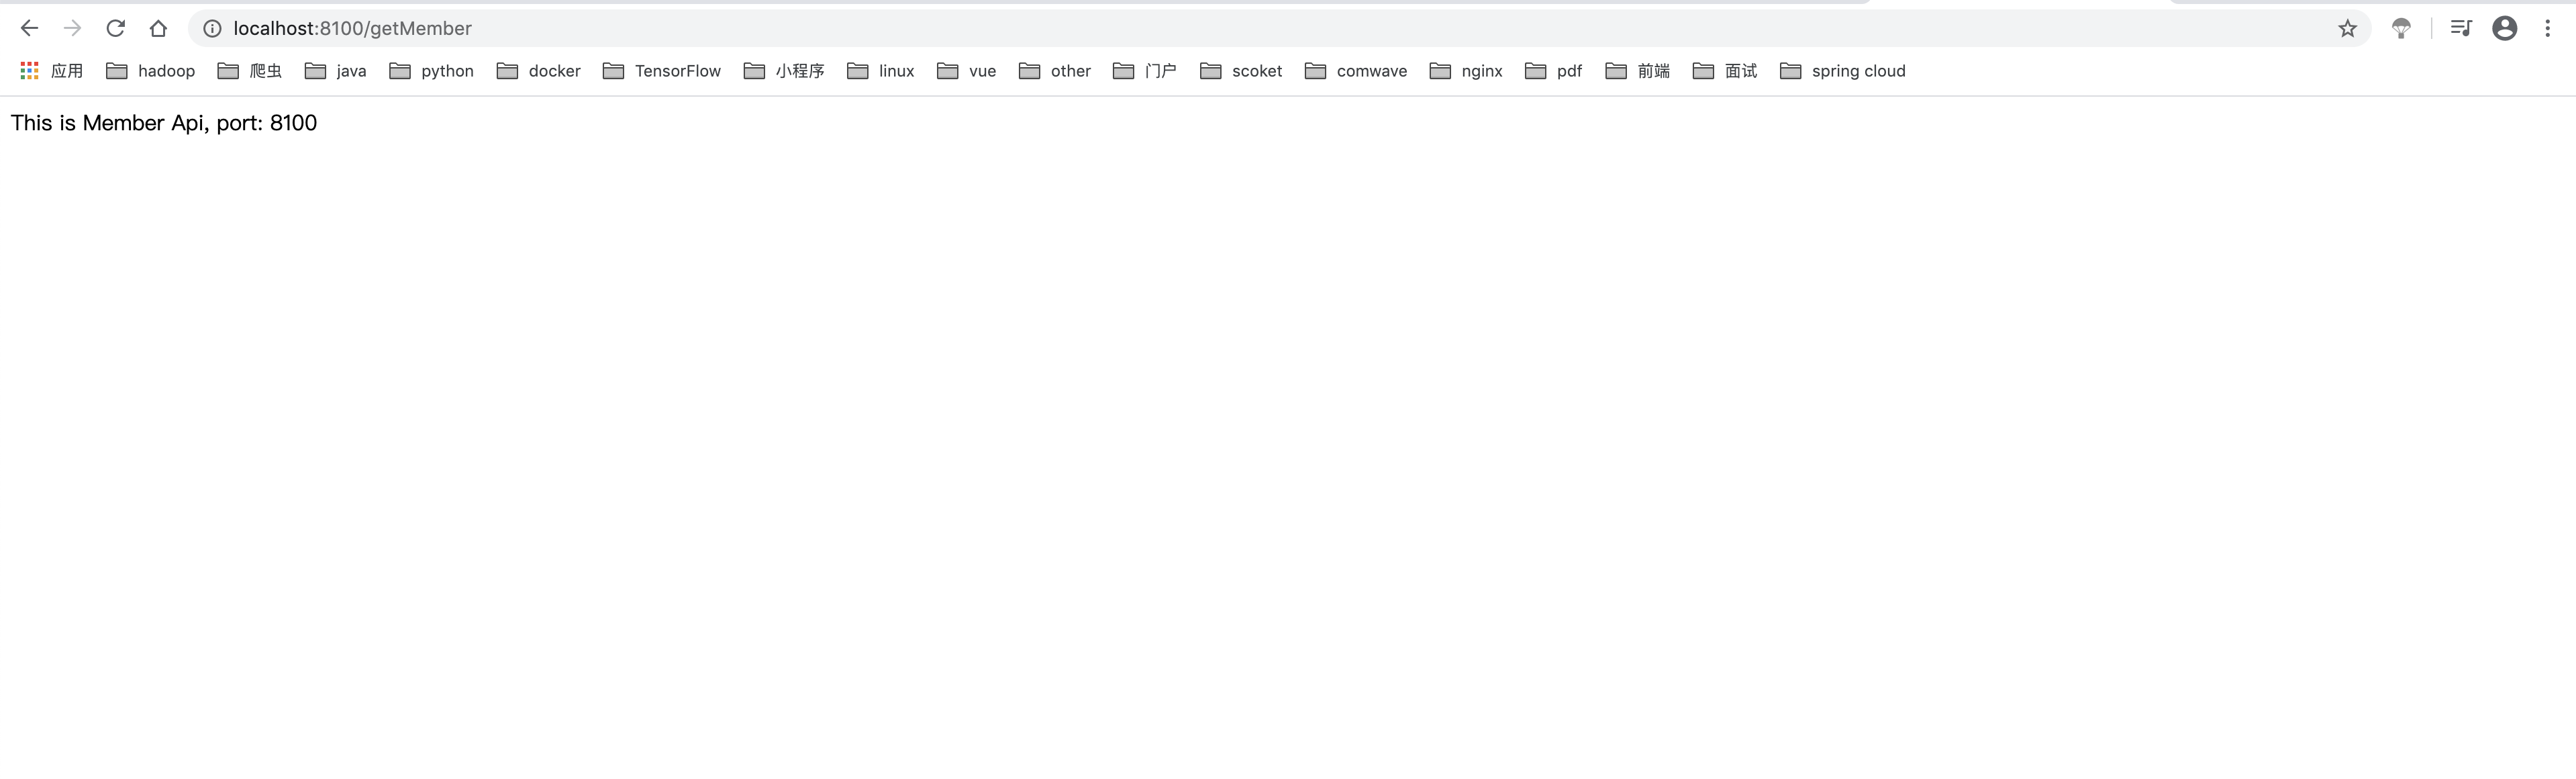 localhost:8100/getMember
应用 hadoop 爬虫 java python docker TensorFlow 小程序 linux vue other 门户 scoket comwave nginx pdf 前端 面试 spring cloud
This is Member Api, port: 8100